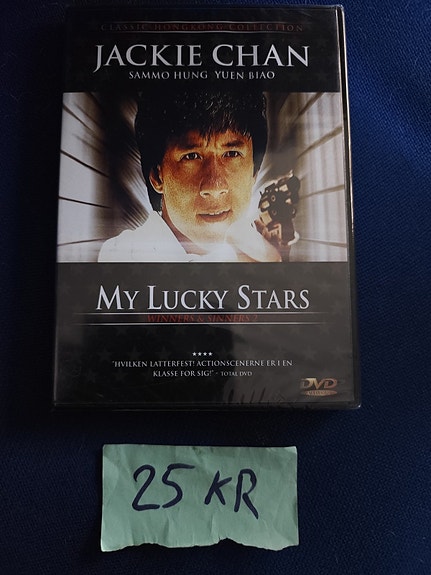 CLASSIC HONGKONG COLLECTION
JACKIE CHAN
SAMMO HUNG YUEN BIAO
MY LUCKY STARS
WINNERS & SINNERS 2
"HVILKEN LATTERFEST! ACTIONSCENERNE ER I EN
KLASSE FOR SIG!" - TOTAL DVD
DVD
25 KR